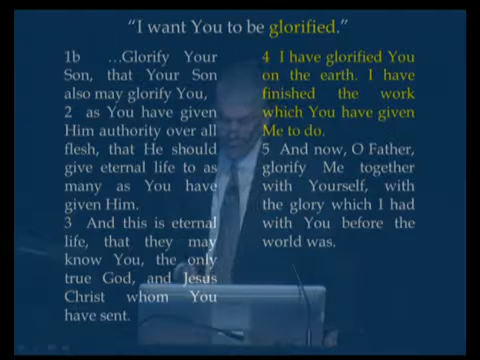 “I want You to be glorified.”
1b …Glorify Your
Son, that Your Son
also may glorify You,
2 as You have given
Him authority over all
flesh, that He should
give eternal life to as
many as You have
given Him.
3 And this is eternal
life, that they may
know You, the only
true God, and Jesus
Christ whom You
have sent.
4 I have glorified You
on the earth. I have
finished the work
which You have given
Me to do.
5 And now, O Father,
glorify Me together
with Yourself, with
the glory which I had
with You before the
world was.